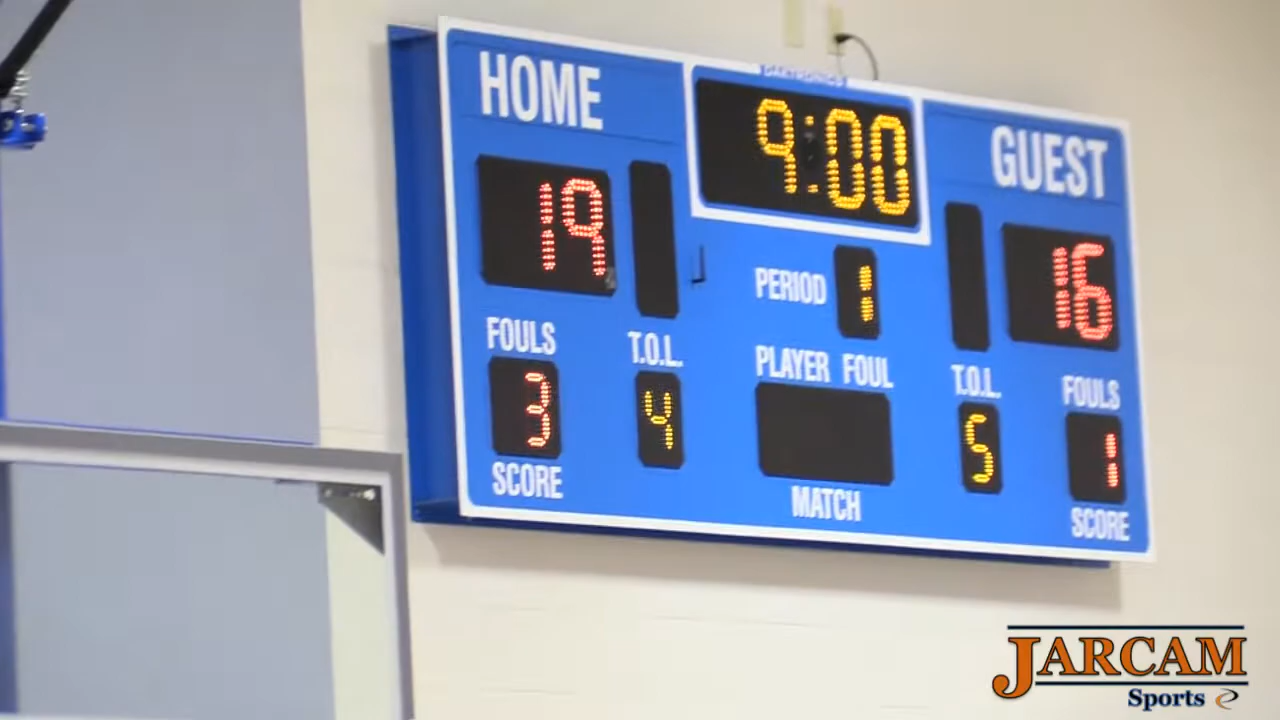 DAKTRONICS
HOME
9:00
GUEST
19
PERIOD 1
16
FOULS
T.O.L.
PLAYER FOUL
T.O.L.
FOULS
3
4
5
1
SCORE
MATCH
SCORE
JARCAM
Sports